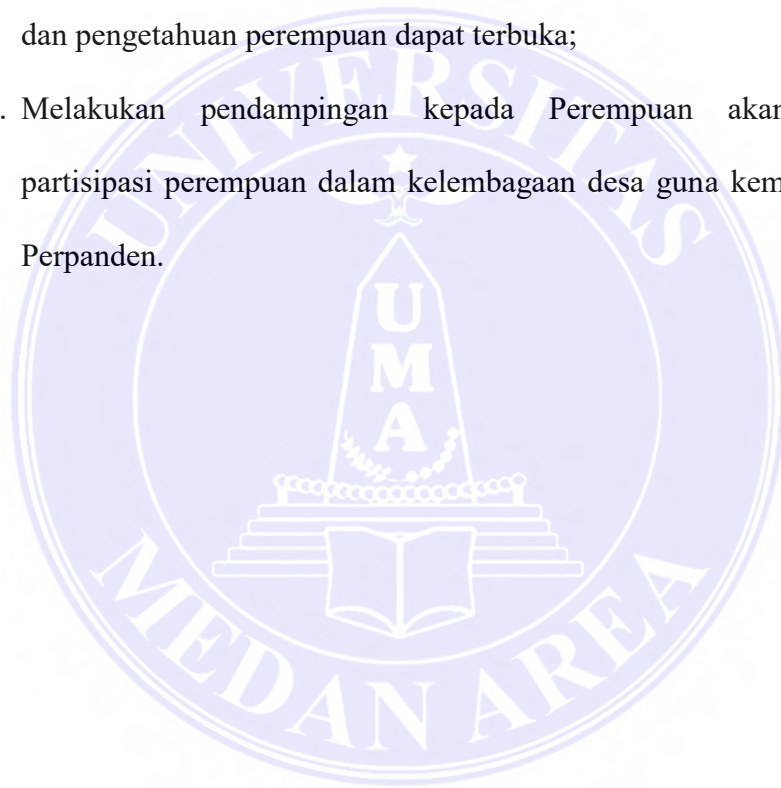 dan pengetahuan perempuan dapat terbuka;
. Melakukan pendampingan kepada Perempuan akan
partisipasi perempuan dalam kelembagaan desa guna kem
Perpanden.
UNIVERSITAS
U
M
A
MEDAN AREA